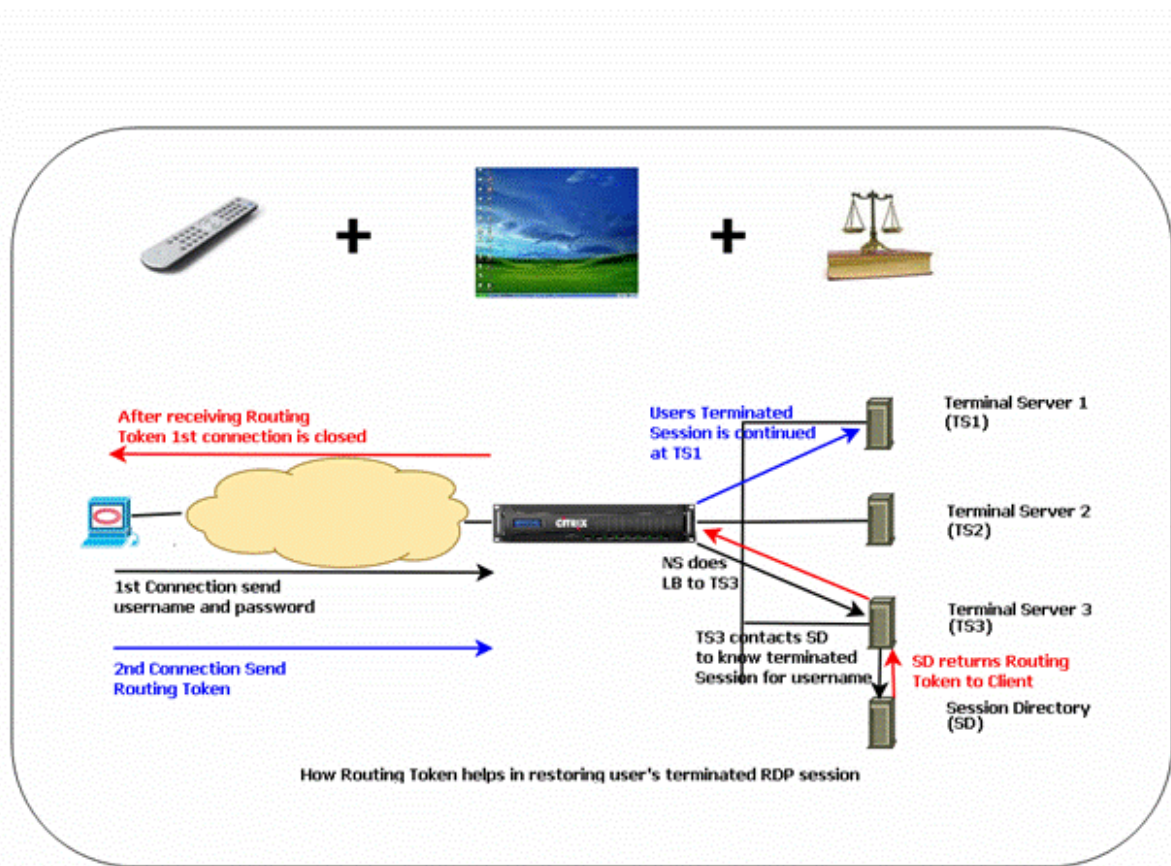 After receiving Routing
Token 1st connection is closed
Users Terminated
Session is continued
at TS1
Terminal Server 1
(TS1)
CITRIX
Terminal Server 2
(TS2)
NS does
LB to TS3
1st Connection send
username and password
Terminal Server 3
(TS3)
TS3 contacts SD
to know terminated
Session for username
2nd Connection Send
Routing Token
SD returns Routing
Token to Client
Session Directory
(SD)
How Routing Token helps in restoring user's terminated RDP session